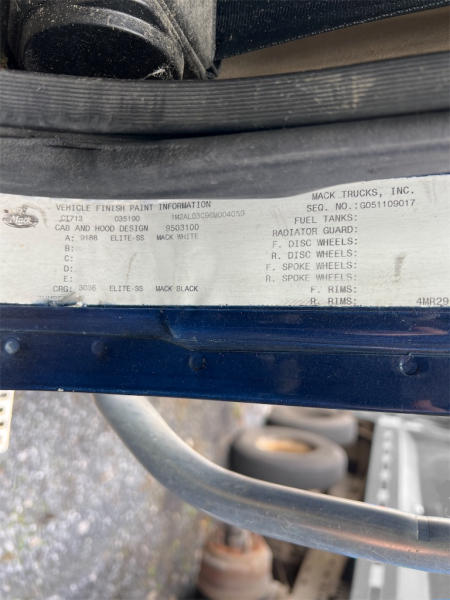 MACK TRUCKS, INC.
VEHICLE FINISH PAINT INFORMATION SEQ. NO.:G051109017
Mack CT713 035100 FUEL TANKS:
CAB AND HOOD DESIGN 9503100 RADIATOR GUARD:
A: 9188 ELITE-SS MACK WHITE F. DISC WHEELS:
B: R. DISC WHEELS:
C: F. SPOKE WHEELS:
D: R. SPOKE WHEELS:
E: F. RIMS:
CRG: 3036 ELITE-SS MACK BLACK R. RIMS: 4MR29